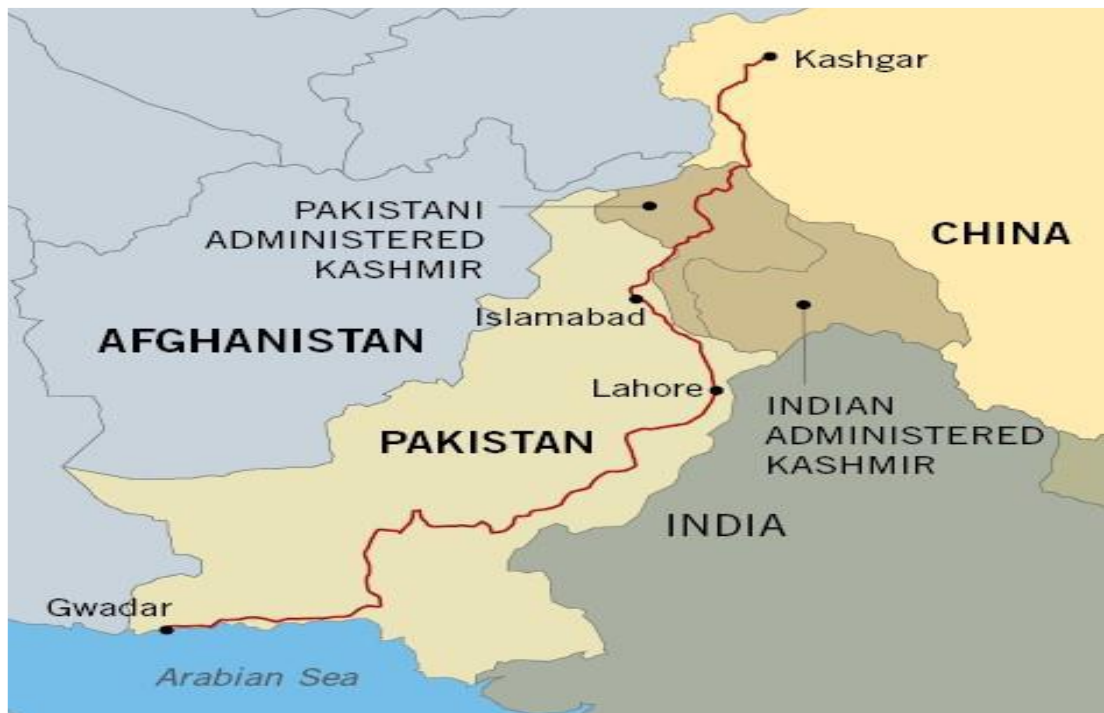 Kashgar
PAKISTANI
ADMINISTERED
KASHMIR
CHINA
Islamabad
AFGHANISTAN
Lahore
PAKISTAN
INDIAN
ADMINISTERED
KASHMIR
INDIA
Gwadar
Arabian Sea